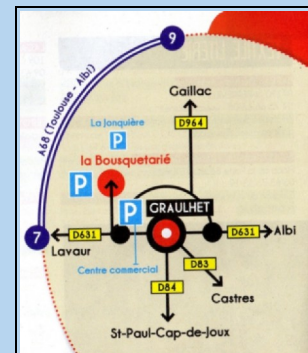 9
Gaillac
A68 (Toulouse - Albi)
D964
La Jonquière
P
la Bousquetarié
P
P
GRAULHET
7
D631
D631
Albi
Lavaur
Centre commercial
D83
D84
Castres
St-Paul-Cap-de-Joux